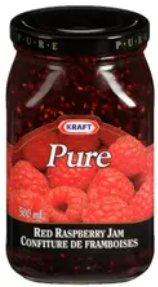 PURE P·U·R
KRAFT
Pure
500 mL
RED RASPBERRY JAM
CONFITURE DE FRAMBOISES